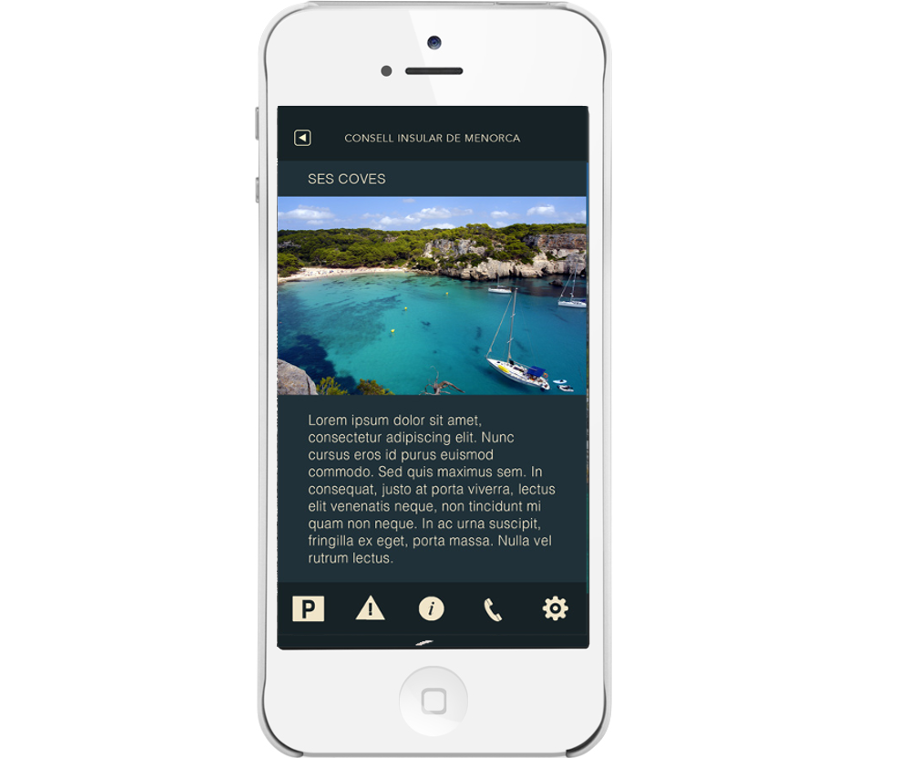 CONSELL INSULAR DE MENORCA
SES COVES
Lorem ipsum dolor sit amet,
consectetur adipiscing elit. Nunc
cursus eros id purus euismod
commodo. Sed quis maximus sem. In
consequat, justo at porta viverra, lectus
elit venenatis neque, non tincidunt mi
quam non neque. In ac urna suscipit,
fringilla ex eget, porta massa. Nulla vel
rutrum lectus.
P
i